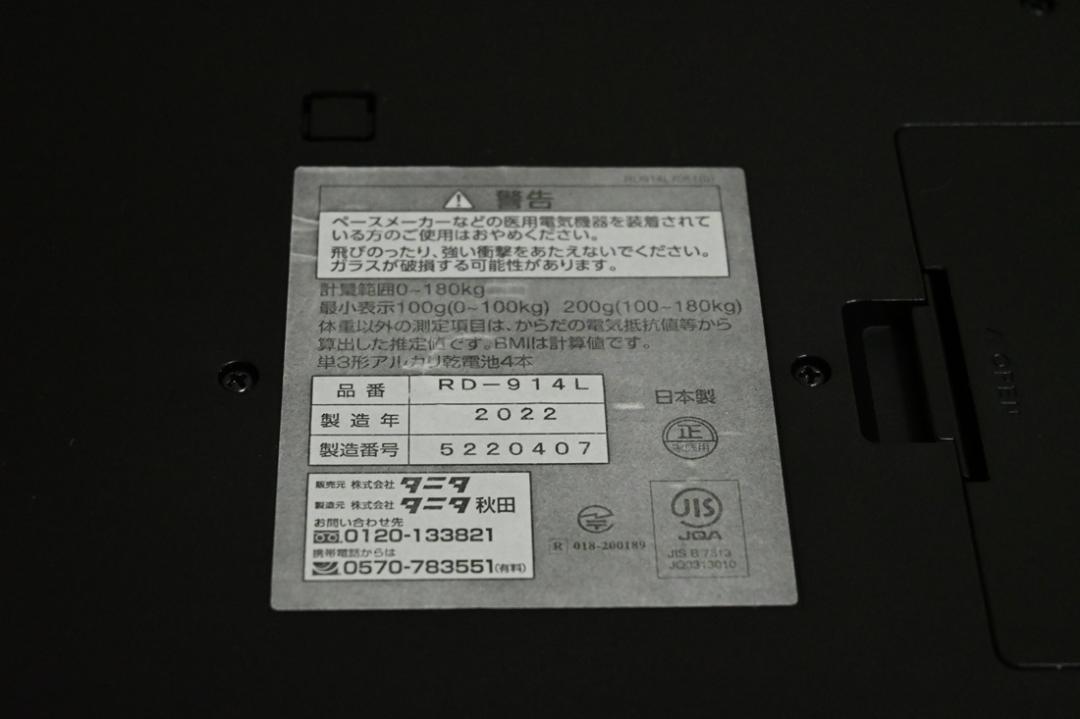 警告
ペースメーカーなどの医用電気機器を装着されて
いる方のご使用はおやめください。
飛びのったり、強い衝撃をあたえないでください。
ガラスが破損する可能性があります。
計量範囲0~180kg
最小表示100g(0~100kg) 200g(100~180kg)
体重以外の測定項目は、からだの電気抵抗値等から
算出した推定値です。BMIは計算値です。
単3形アルカリ乾電池4本
品番 RD-914L
製造年 2022
製造番号 5220407
日本製
正
家庭用
販売元 株式会社 タニタ
製造元 株式会社 タニタ秋田
お問い合わせ先
0120-133821
携帯電話からは
0570-783551(有料)
R 018-200189
JIS
JQA
JIS B 7613
JQ0313010